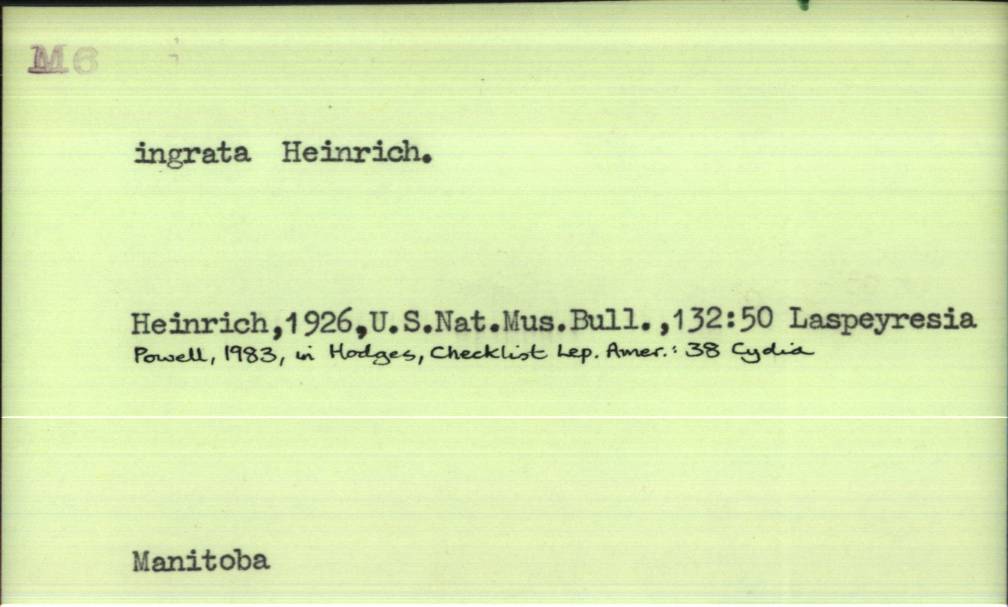 M6
ingrata Heinrich.
Heinrich,1926,U.S.Nat.Mus.Bull.,132:50 Laspeyresia
Powell, 1983, in Hodges, Checklist Lep. Amer.: 38 Cydia
Manitoba